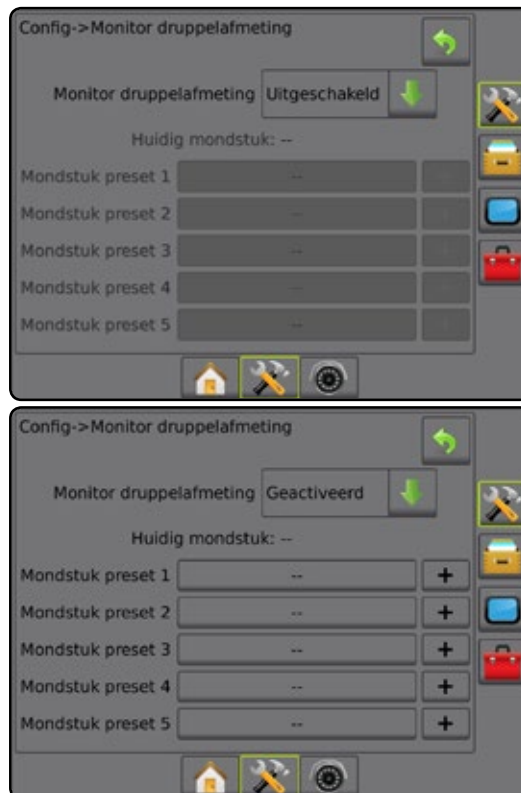 Config->Monitor druppelafmeting
Monitor druppelafmeting Uitgeschakeld
Huidig mondstuk: --
Mondstuk preset 1 -- +
Mondstuk preset 2 -- +
Mondstuk preset 3 -- +
Mondstuk preset 4 -- +
Mondstuk preset 5 -- +
Config->Monitor druppelafmeting
Monitor druppelafmeting Geactiveerd
Huidig mondstuk: --
Mondstuk preset 1 -- +
Mondstuk preset 2 -- +
Mondstuk preset 3 -- +
Mondstuk preset 4 -- +
Mondstuk preset 5 -- +